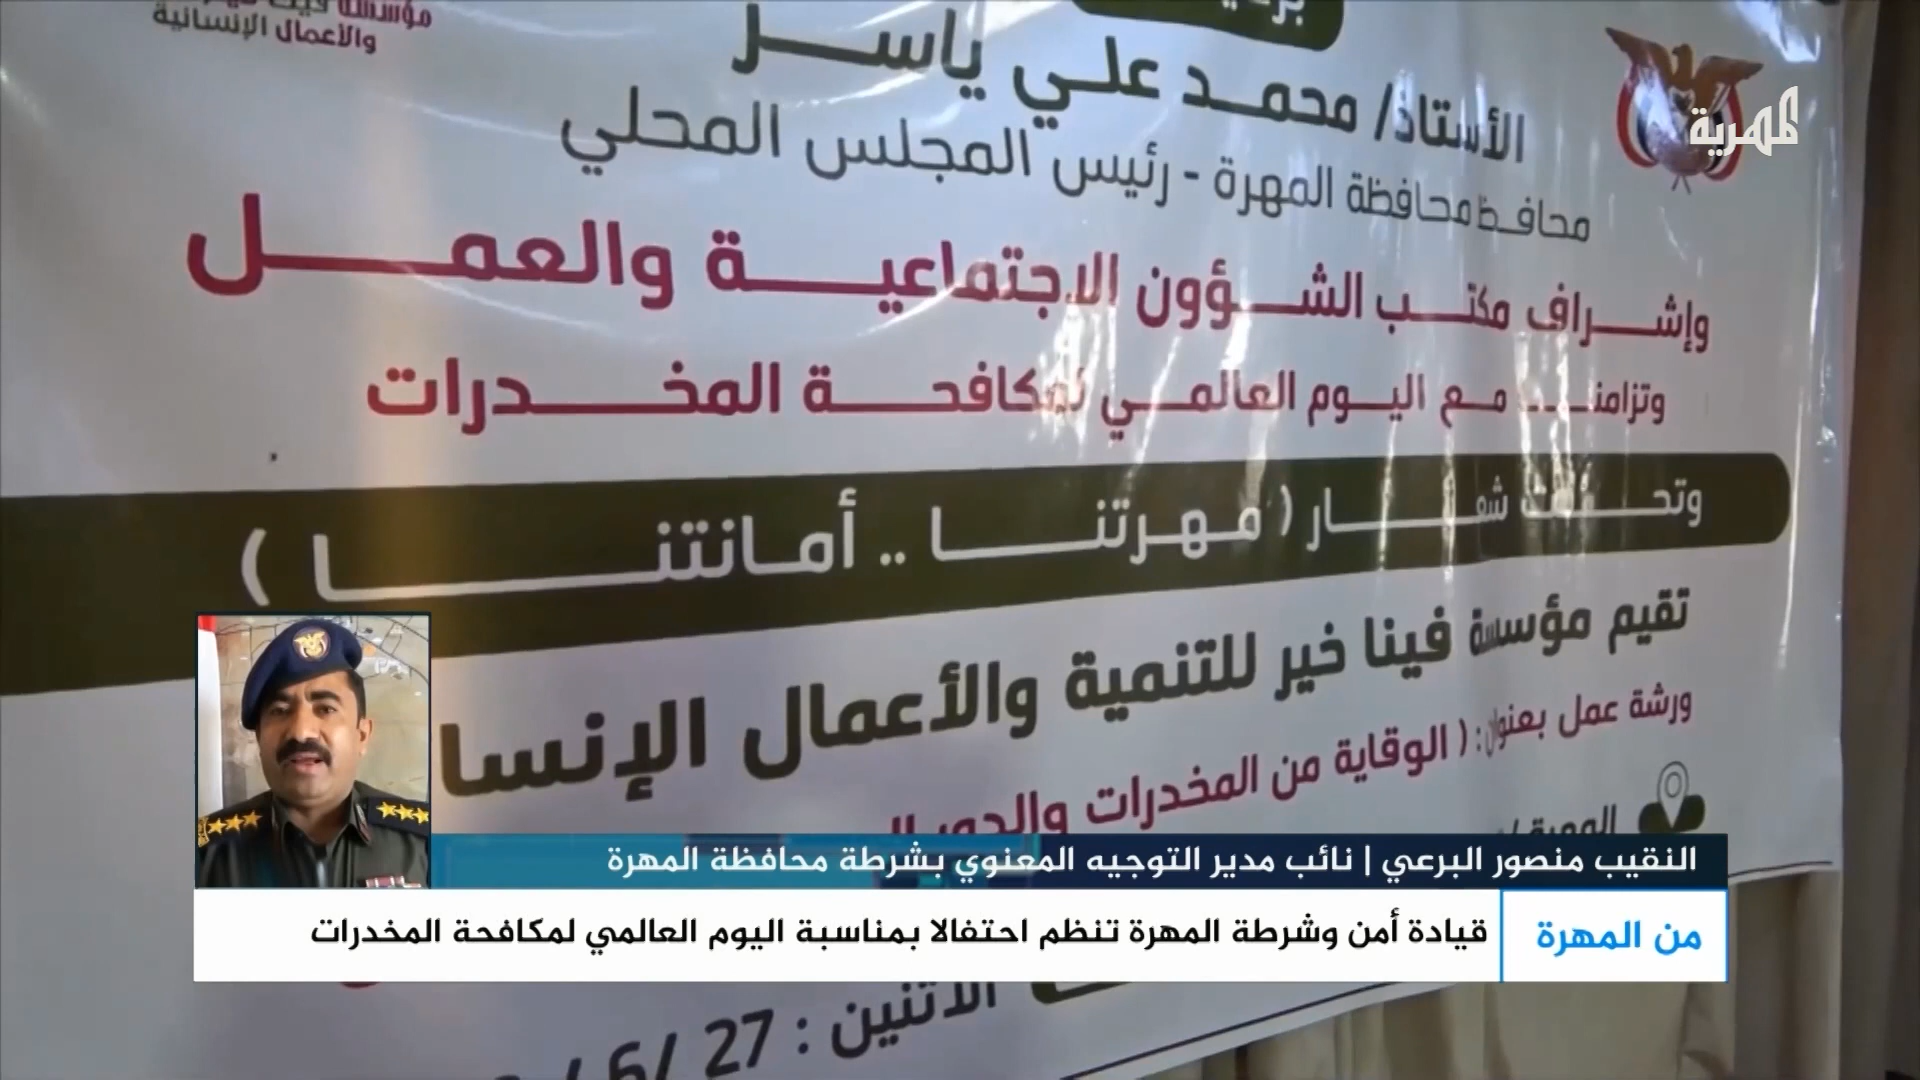 والأعمال الإنسانية
الأستاذ/ محمد علي ياسر
محافظ محافظة المهرة - رئيس المجلس المحلي
وإشراف مكتب الشؤون الاجتماعية والعمل
وتزامنا مع اليوم العالمي لمكافحة المخدرات
وتحت شعار ( مهرتنا .. أمانتنا )
تقيم مؤسسة فينا خير للتنمية والأعمال الإنسا
ورشة عمل بعنوان: ( الوقاية من المخدرات والدور
المهرة
الاثنين : 27 /6 /
المهرية
النقيب منصور البرعي | نائب مدير التوجيه المعنوي بشرطة محافظة المهرة
من المهرة
قيادة أمن وشرطة المهرة تنظم احتفالا بمناسبة اليوم العالمي لمكافحة المخدرات